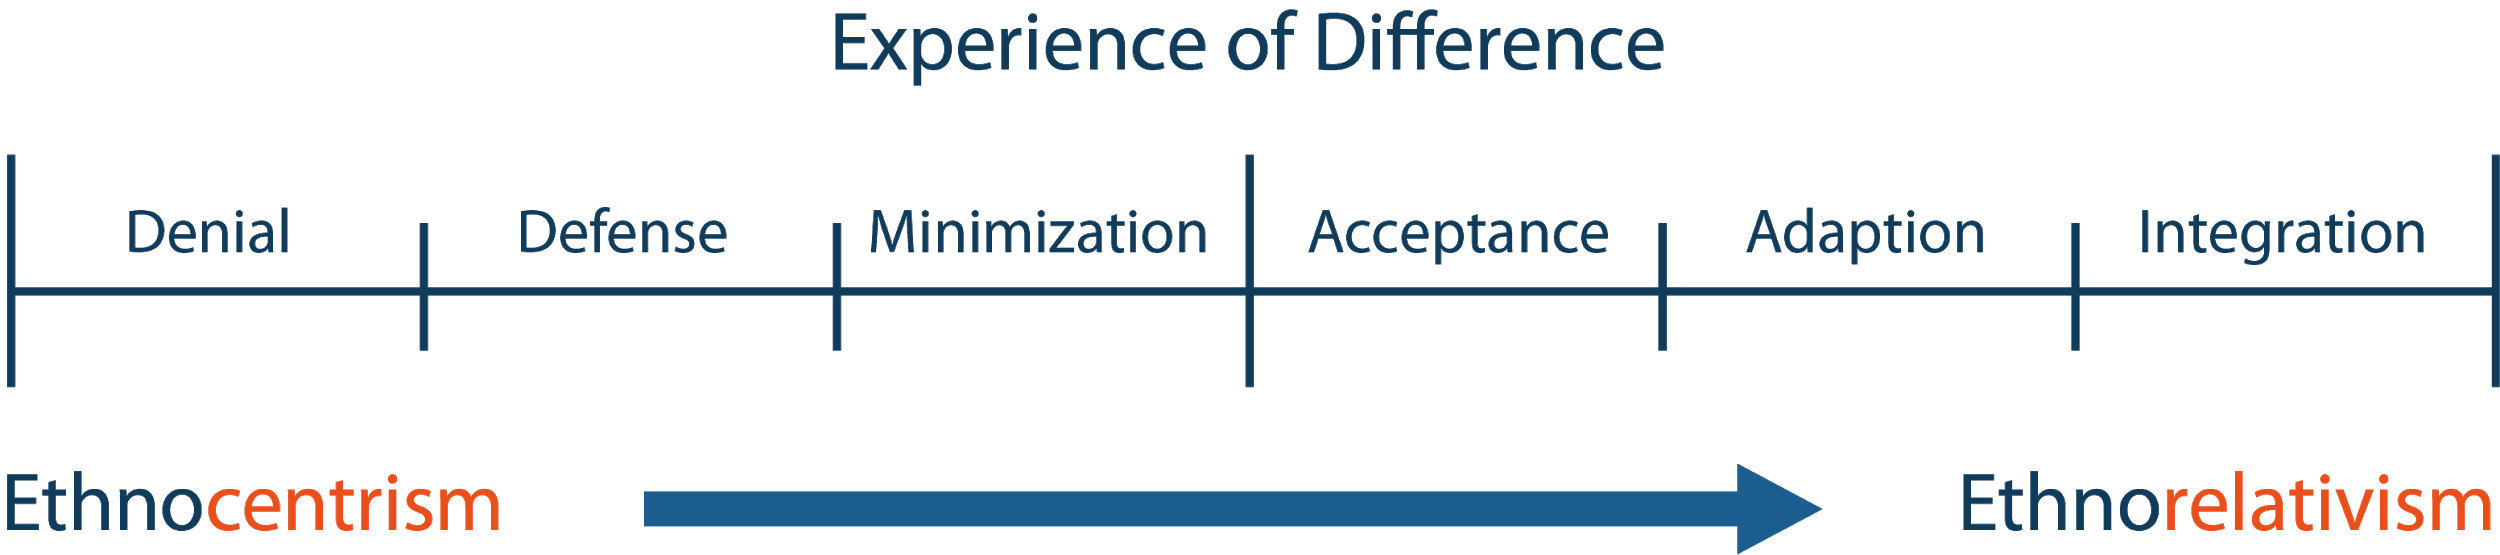 Experience of Difference
Denial Defense Minimization Acceptance Adaption Integration
Ethnocentrism Ethnorelativism